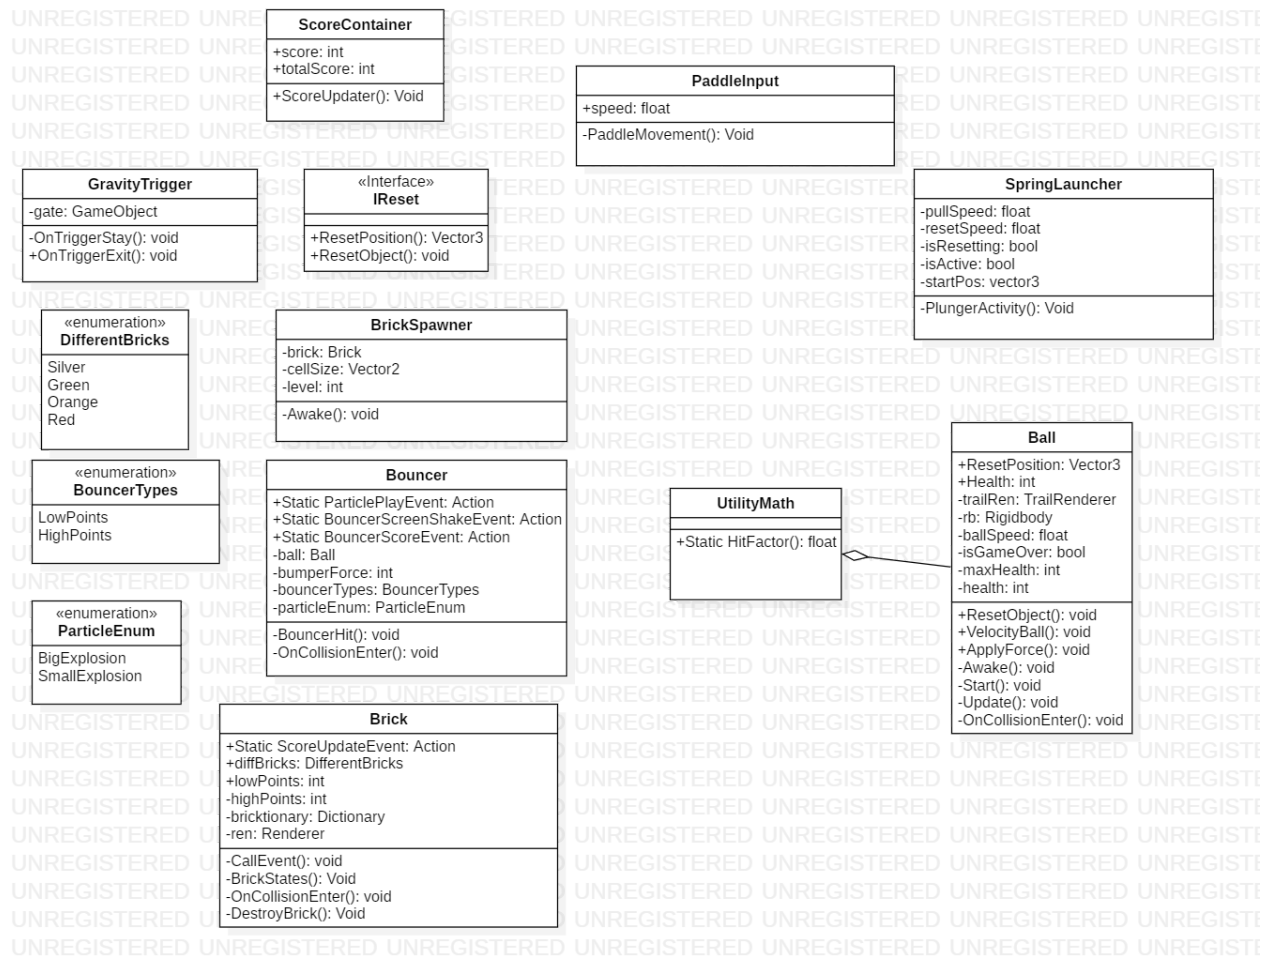 ScoreContainer
+score: int
+totalScore: int
+ScoreUpdater(): Void
PaddleInput
+speed: float
-PaddleMovement(): Void
GravityTrigger
-gate: GameObject
-OnTriggerStay(): void
+OnTriggerExit(): void
«Interface»
IReset
+ResetPosition(): Vector3
+ResetObject(): void
SpringLauncher
-pullSpeed: float
-resetSpeed: float
-isResetting: bool
-isActive: bool
-startPos: vector3
-PlungerActivity(): Void
«enumeration»
DifferentBricks
Silver
Green
Orange
Red
BrickSpawner
-brick: Brick
-cellSize: Vector2
-level: int
-Awake(): void
«enumeration»
BouncerTypes
LowPoints
HighPoints
Bouncer
+Static ParticlePlayEvent: Action
+Static BouncerScreenShakeEvent: Action
+Static BouncerScoreEvent: Action
-ball: Ball
-bumperForce: int
-bouncerTypes: BouncerTypes
-particleEnum: ParticleEnum
-BouncerHit(): void
-OnCollisionEnter(): void
UtilityMath
+Static HitFactor(): float
Ball
+ResetPosition: Vector3
+Health: int
-trailRen: TrailRenderer
-rb: Rigidbody
-ballSpeed: float
-isGameOver: bool
-maxHealth: int
-health: int
+ResetObject(): void
+VelocityBall(): void
+ApplyForce(): void
-Awake(): void
-Start(): void
-Update(): void
-OnCollisionEnter(): void
«enumeration»
ParticleEnum
BigExplosion
SmallExplosion
Brick
+Static ScoreUpdateEvent: Action
+diffBricks: DifferentBricks
+lowPoints: int
-highPoints: int
-bricktionary: Dictionary
-ren: Renderer
-CallEvent(): void
-BrickStates(): Void
-OnCollisionEnter(): void
-DestroyBrick(): Void